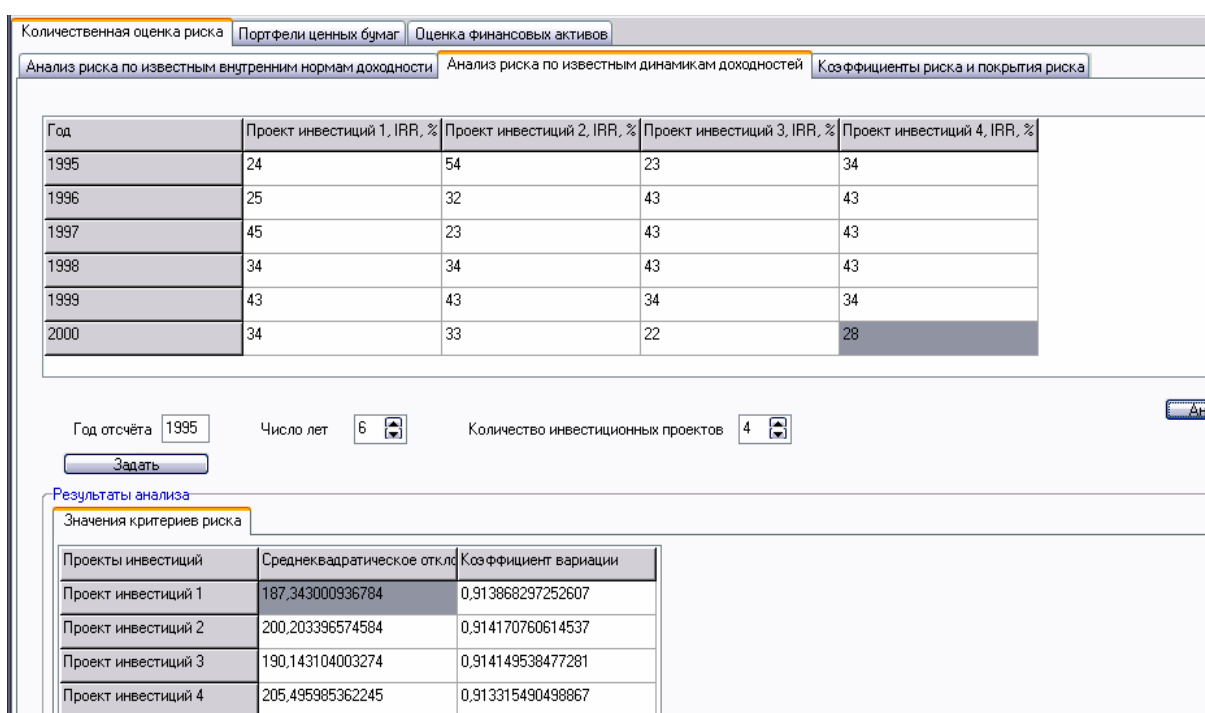 Количественная оценка риска Портфели ценных бумаг Оценка финансовых активов
Анализ риска по известным внутренним нормам доходности Анализ риска по известным динамикам доходностей Коэффициенты риска и покрытия риска
Год Проект инвестиций 1, IRR, % Проект инвестиций 2, IRR, % Проект инвестиций 3, IRR, % Проект инвестиций 4, IRR, %
1995 24 54 23 34
1996 25 32 43 43
1997 45 23 43 43
1998 34 34 43 43
1999 43 43 34 34
2000 34 33 22 28
Год отсчёта 1995 Число лет 6 Количество инвестиционных проектов 4
Задать
Результаты анализа
Значения критериев риска
Проекты инвестиций Среднеквадратическое откло Коэффициент вариации
Проект инвестиций 1 187,343000936784 0,913868297252607
Проект инвестиций 2 200,203396574584 0,914170760614537
Проект инвестиций 3 190,143104003274 0,914149538477281
Проект инвестиций 4 205,495985362245 0,913315490498867